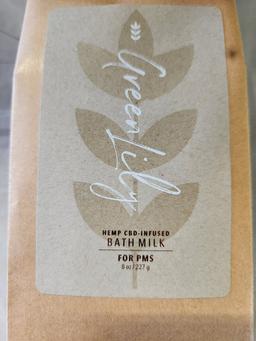 Green Lily
HEMP CBD-INFUSED
BATH MILK
FOR PMS
8 oz / 227 g